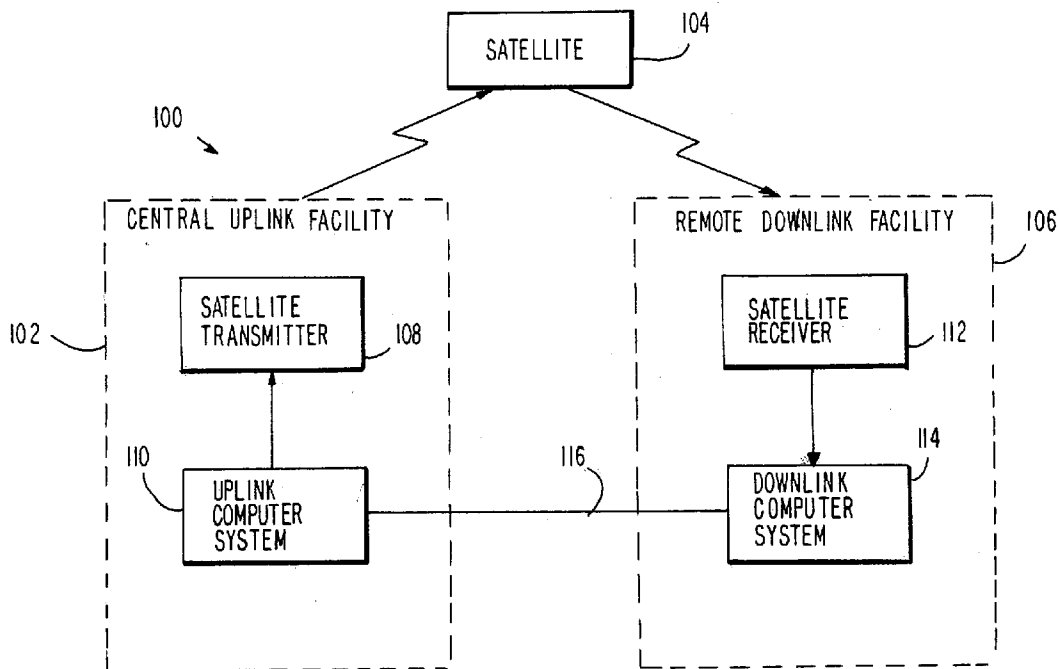 SATELLITE
104
100
CENTRAL UPLINK FACILITY
REMOTE DOWNLINK FACILITY
106
SATELLITE
TRANSMITTER
108
102
SATELLITE
RECEIVER
112
110
UPLINK
COMPUTER
SYSTEM
116
DOWNLINK
COMPUTER
SYSTEM
114